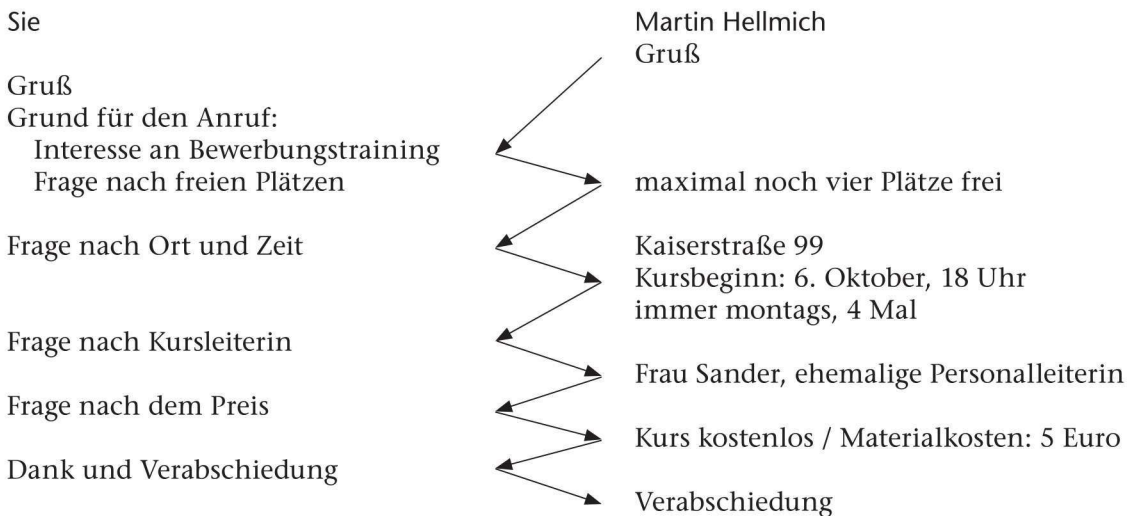 Sie
Martin Hellmich
Gruß
Gruß
Grund für den Anruf:
Interesse an Bewerbungstraining
Frage nach freien Plätzen
maximal noch vier Plätze frei
Frage nach Ort und Zeit
Kaiserstraße 99
Kursbeginn: 6. Oktober, 18 Uhr
immer montags, 4 Mal
Frage nach Kursleiterin
Frau Sander, ehemalige Personalleiterin
Frage nach dem Preis
Kurs kostenlos / Materialkosten: 5 Euro
Dank und Verabschiedung
Verabschiedung